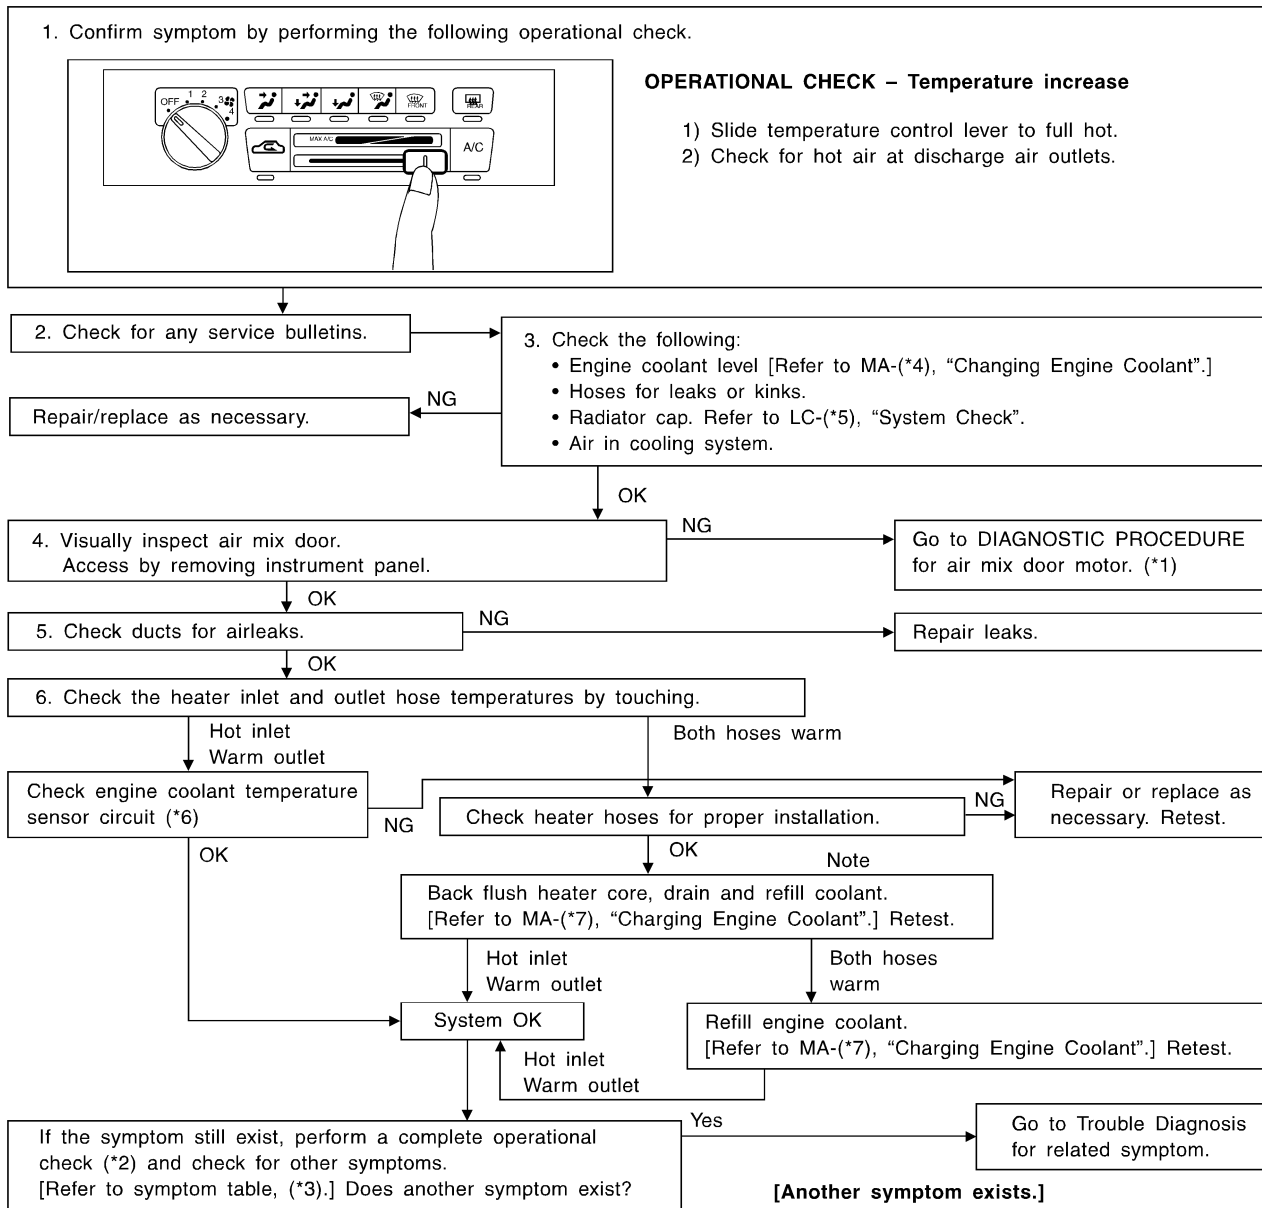 1. Confirm symptom by performing the following operational check.
OFF 1 2 3 4
FRONT
REAR
MAX A/C
A/C
OPERATIONAL CHECK – Temperature increase
1) Slide temperature control lever to full hot.
2) Check for hot air at discharge air outlets.
2. Check for any service bulletins.
3. Check the following:
• Engine coolant level [Refer to MA-(*4), “Changing Engine Coolant”.]
• Hoses for leaks or kinks.
• Radiator cap. Refer to LC-(*5), “System Check”.
• Air in cooling system.
NG
Repair/replace as necessary.
OK
4. Visually inspect air mix door.
Access by removing instrument panel.
NG
Go to DIAGNOSTIC PROCEDURE
for air mix door motor. (*1)
OK
5. Check ducts for airleaks.
NG
Repair leaks.
OK
6. Check the heater inlet and outlet hose temperatures by touching.
Hot inlet
Warm outlet
Both hoses warm
Check engine coolant temperature
sensor circuit (*6)
NG
Check heater hoses for proper installation.
NG
Repair or replace as
necessary. Retest.
OK
OK
Note
Back flush heater core, drain and refill coolant.
[Refer to MA-(*7), “Charging Engine Coolant”.] Retest.
Hot inlet
Warm outlet
Both hoses
warm
System OK
Refill engine coolant.
[Refer to MA-(*7), “Charging Engine Coolant”.] Retest.
Hot inlet
Warm outlet
If the symptom still exist, perform a complete operational
check (*2) and check for other symptoms.
[Refer to symptom table, (*3).] Does another symptom exist?
Yes
Go to Trouble Diagnosis
for related symptom.
[Another symptom exists.]